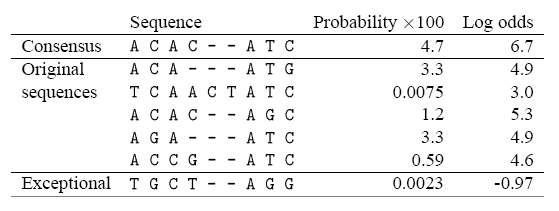 Sequence Probability ×100 Log odds
Consensus A C A C - - A T C 4.7 6.7
Original A C A - - - A T G 3.3 4.9
sequences T C A A C T A T C 0.0075 3.0
A C A C - - A G C 1.2 5.3
A G A - - - A T C 3.3 4.9
A C C G - - A T C 0.59 4.6
Exceptional T G C T - - A G G 0.0023 -0.97